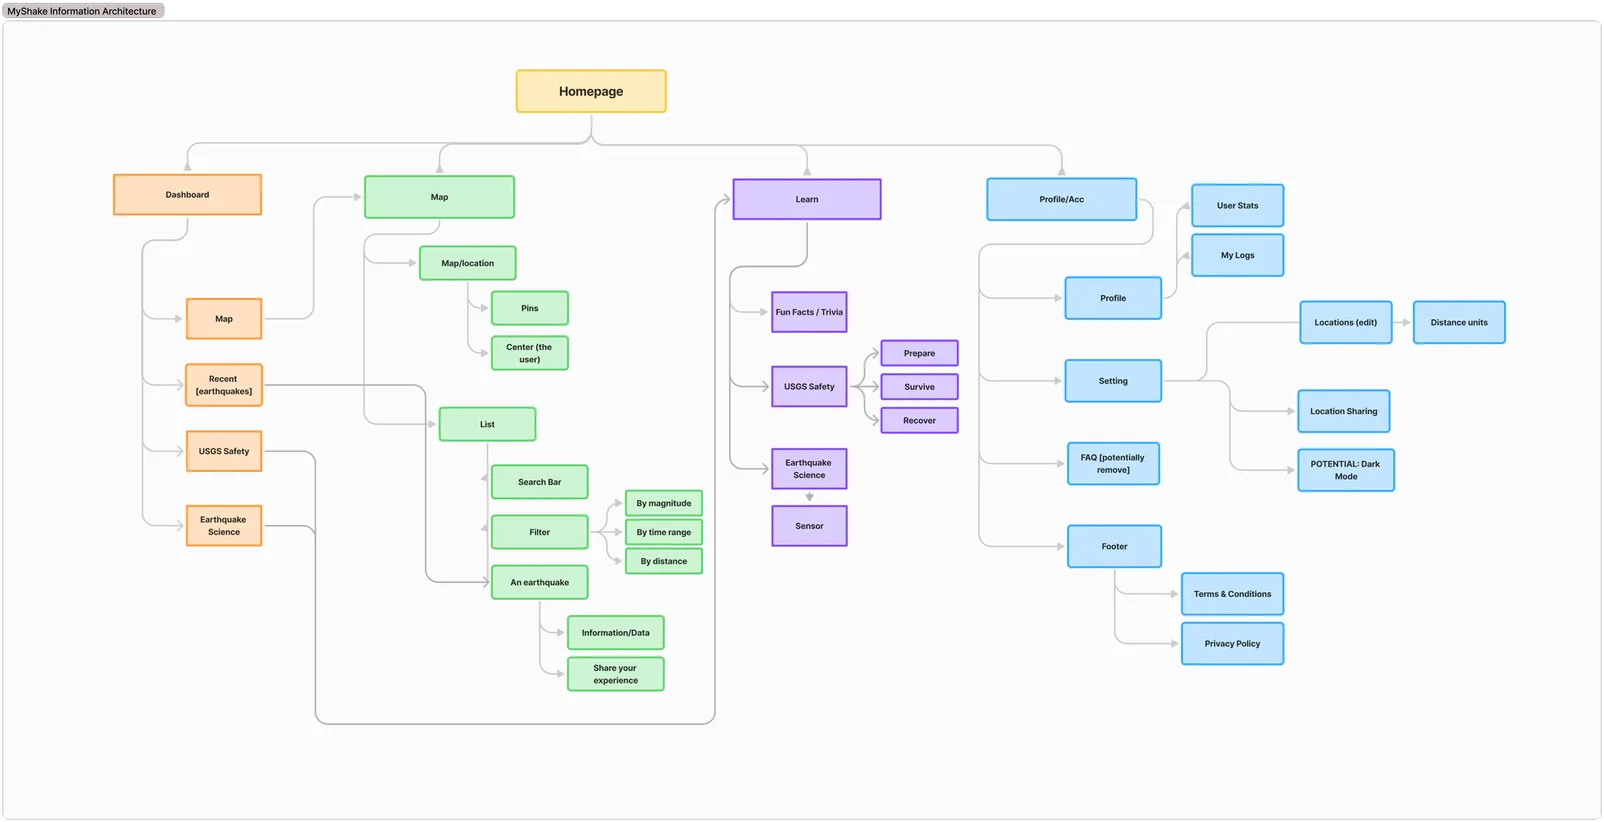 MyShake Information Architecture
Homepage
Dashboard
Map
Recent
[earthquakes]
USGS Safety
Earthquake
Science
Map
Map/location
Pins
Center (the
user)
List
Search Bar
Filter
By magnitude
By time range
By distance
An earthquake
Information/Data
Share your
experience
Learn
Fun Facts / Trivia
USGS Safety
Prepare
Survive
Recover
Earthquake
Science
Sensor
Profile/Acc
User Stats
My Logs
Profile
Setting
Locations (edit)
Distance units
Location Sharing
POTENTIAL: Dark
Mode
FAQ [potentially
remove]
Footer
Terms & Conditions
Privacy Policy